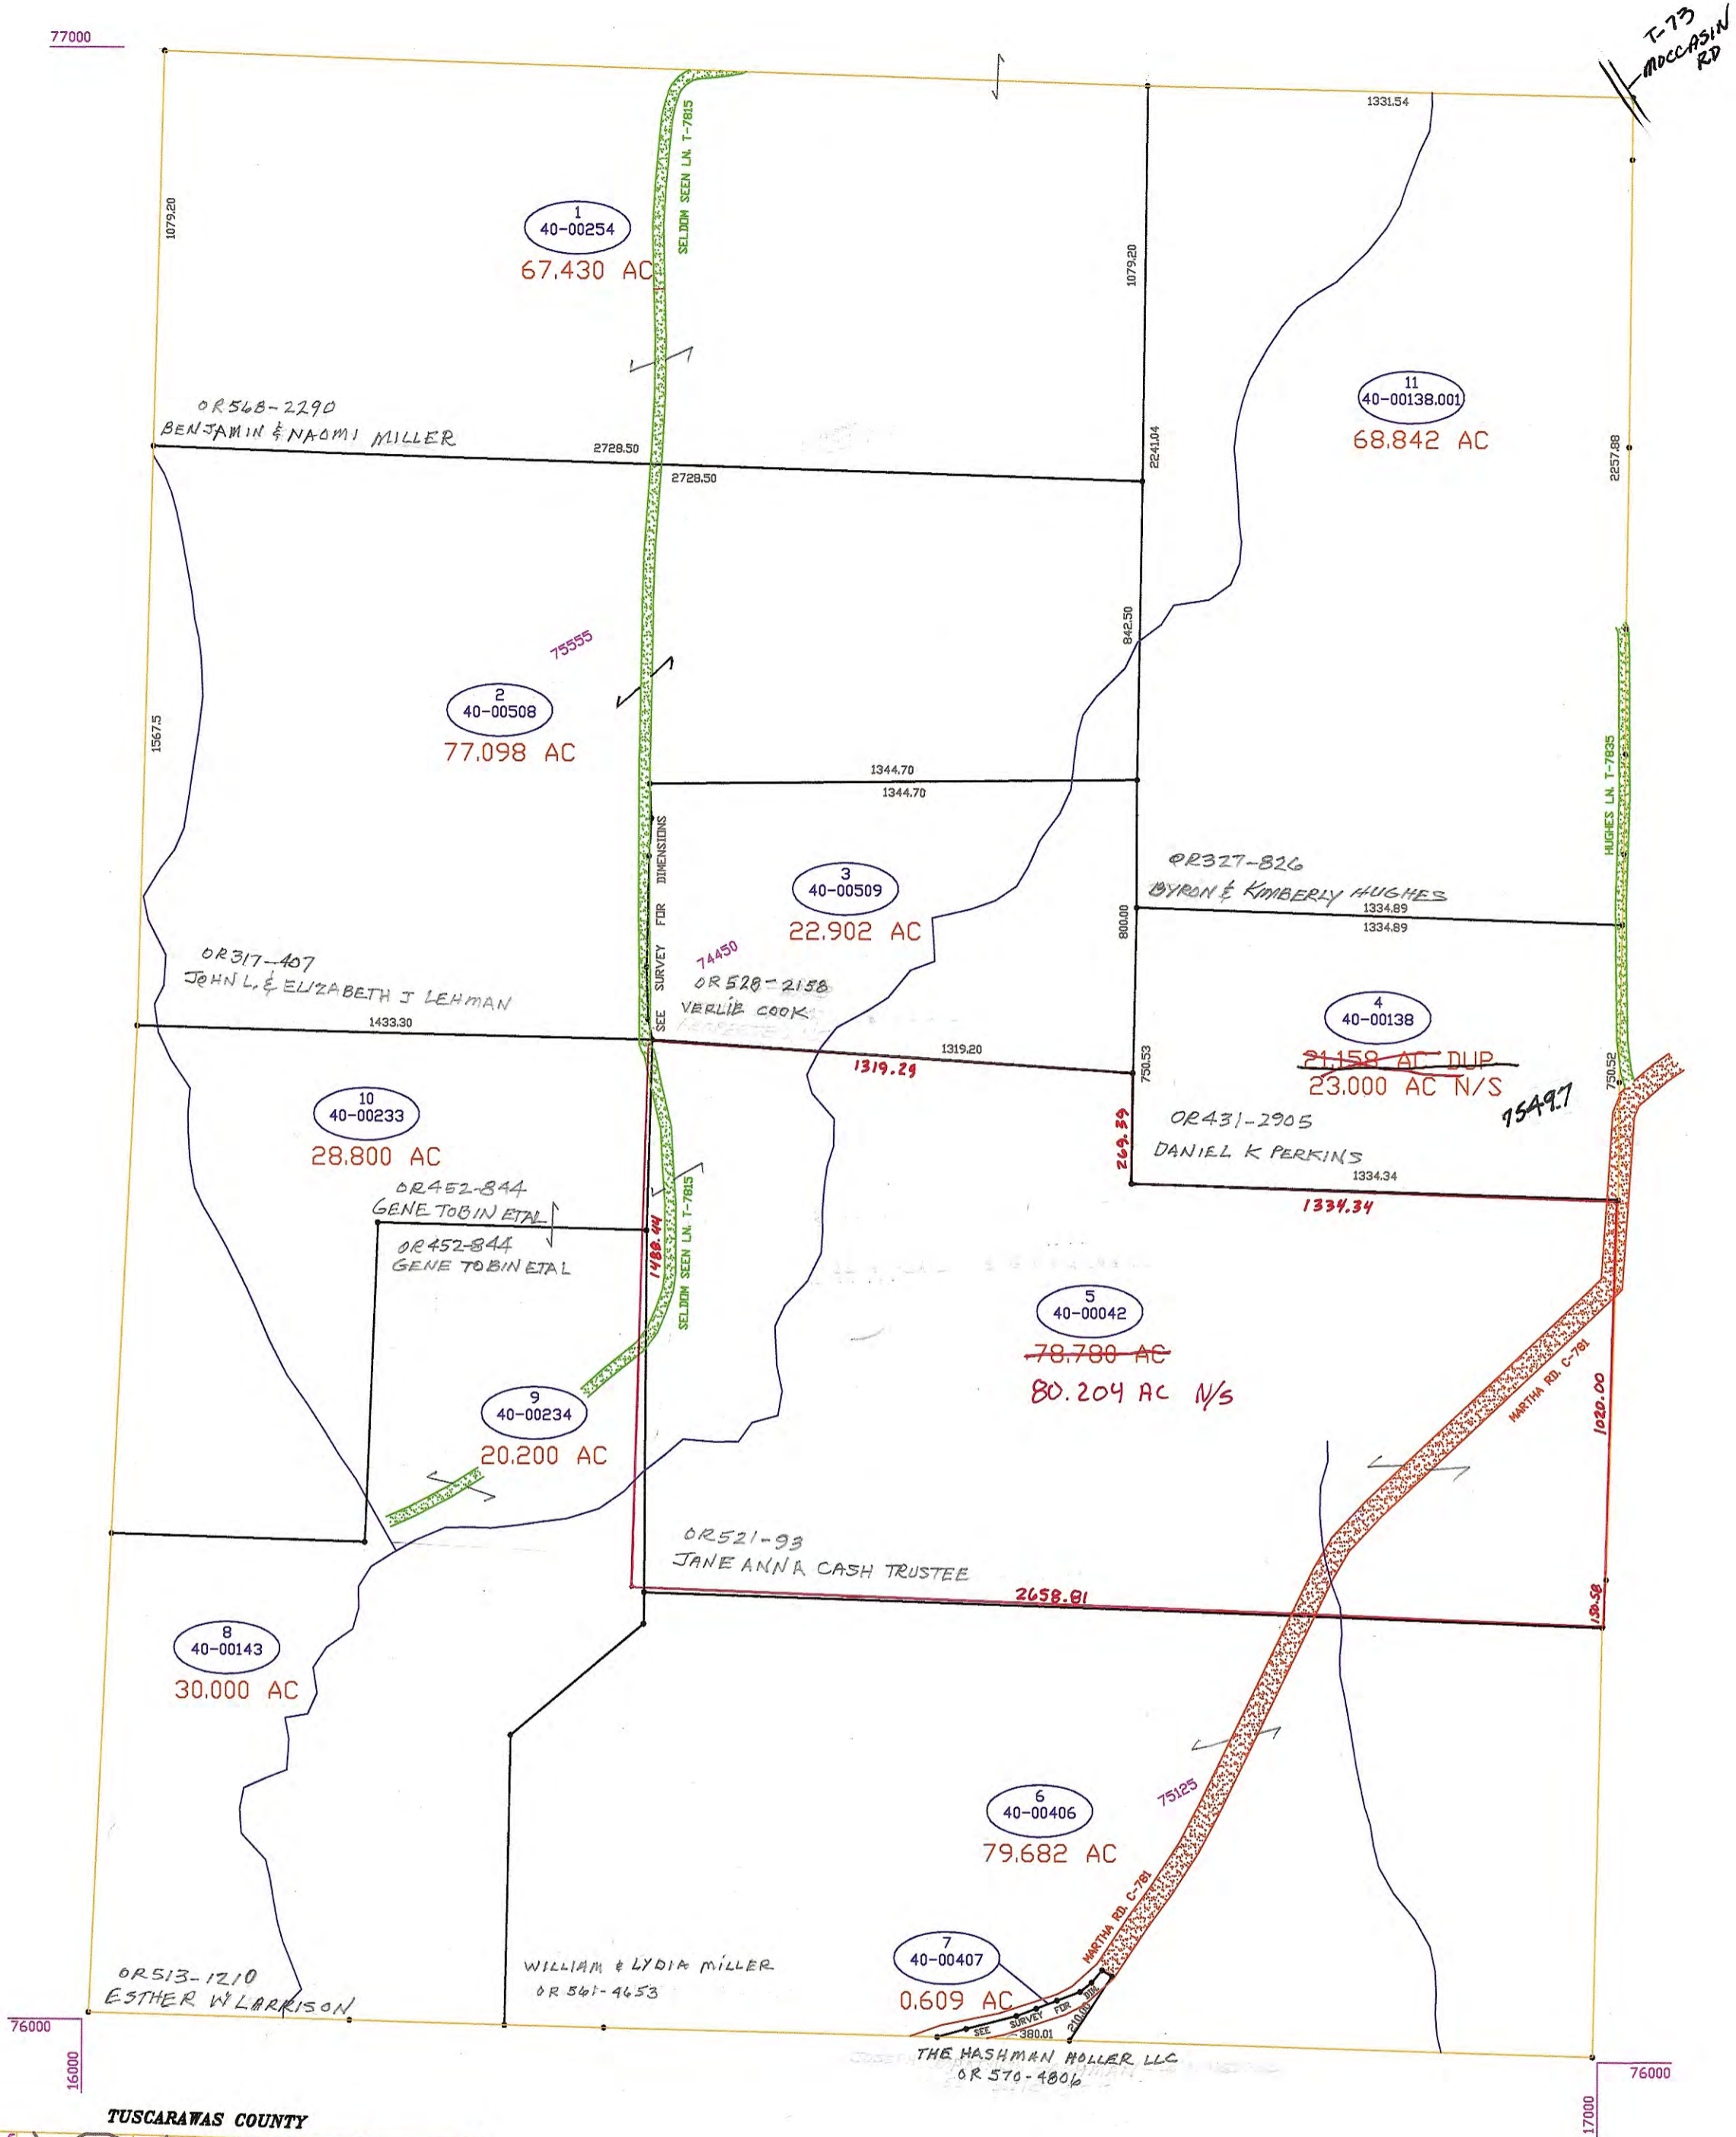 77000
T-73
MOCCASIN
RD
1331.54
1079.20
SELDOM SEEN LN. T-7815
1
40-00254
67.430 AC
1079.20
11
40-00138.001
68.842 AC
OR568-2290
BENJAMIN & NAOMI MILLER
2728.50
2728.50
2241.04
2257.88
842.50
75555
2
40-00508
77.098 AC
1567.5
1344.70
1344.70
HUGHES LN. T-7835
SEE SURVEY FOR DIMENSIONS
3
40-00509
22.902 AC
OR327-826
BYRON & KIMBERLY HUGHES
1334.89
1334.89
800.00
74450
OR528-2158
VERLIE COOK
OR317-407
JOHN L. & ELIZABETH J LEHMAN
1433.30
1319.20
1319.29
750.53
4
40-00138
21.158 AC DUP
23.000 AC N/S
75497
750.52
10
40-00233
28.800 AC
269.39
OR431-2905
DANIEL K PERKINS
1334.34
1334.34
OR452-844
GENE TOBIN ETAL
OR452-844
GENE TOBIN ETAL
1488.44
SELDOM SEEN LN. T-7815
5
40-00042
78.780 AC
80.204 AC N/S
MARTHA RD. C-781
1020.00
9
40-00234
20.200 AC
OR521-93
JANE ANNA CASH TRUSTEE
2658.81
150.58
8
40-00143
30.000 AC
75125
6
40-00406
79.682 AC
MARTHA RD. C-781
7
40-00407
0.609 AC
SEE SURVEY FOR DIM
210.00
380.01
WILLIAM & LYDIA MILLER
OR 561-4653
OR513-1210
ESTHER W LARRISON
THE HASHMAN HOLLER LLC
OR 570-4806
76000
16000
76000
17000
TUSCARAWAS COUNTY